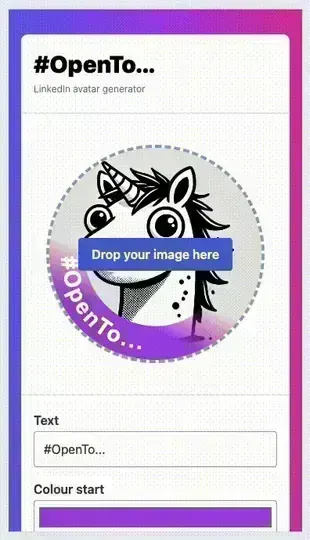 #OpenTo...
LinkedIn avatar generator
Drop your image here
#OpenTo...
Text
#OpenTo...
Colour start